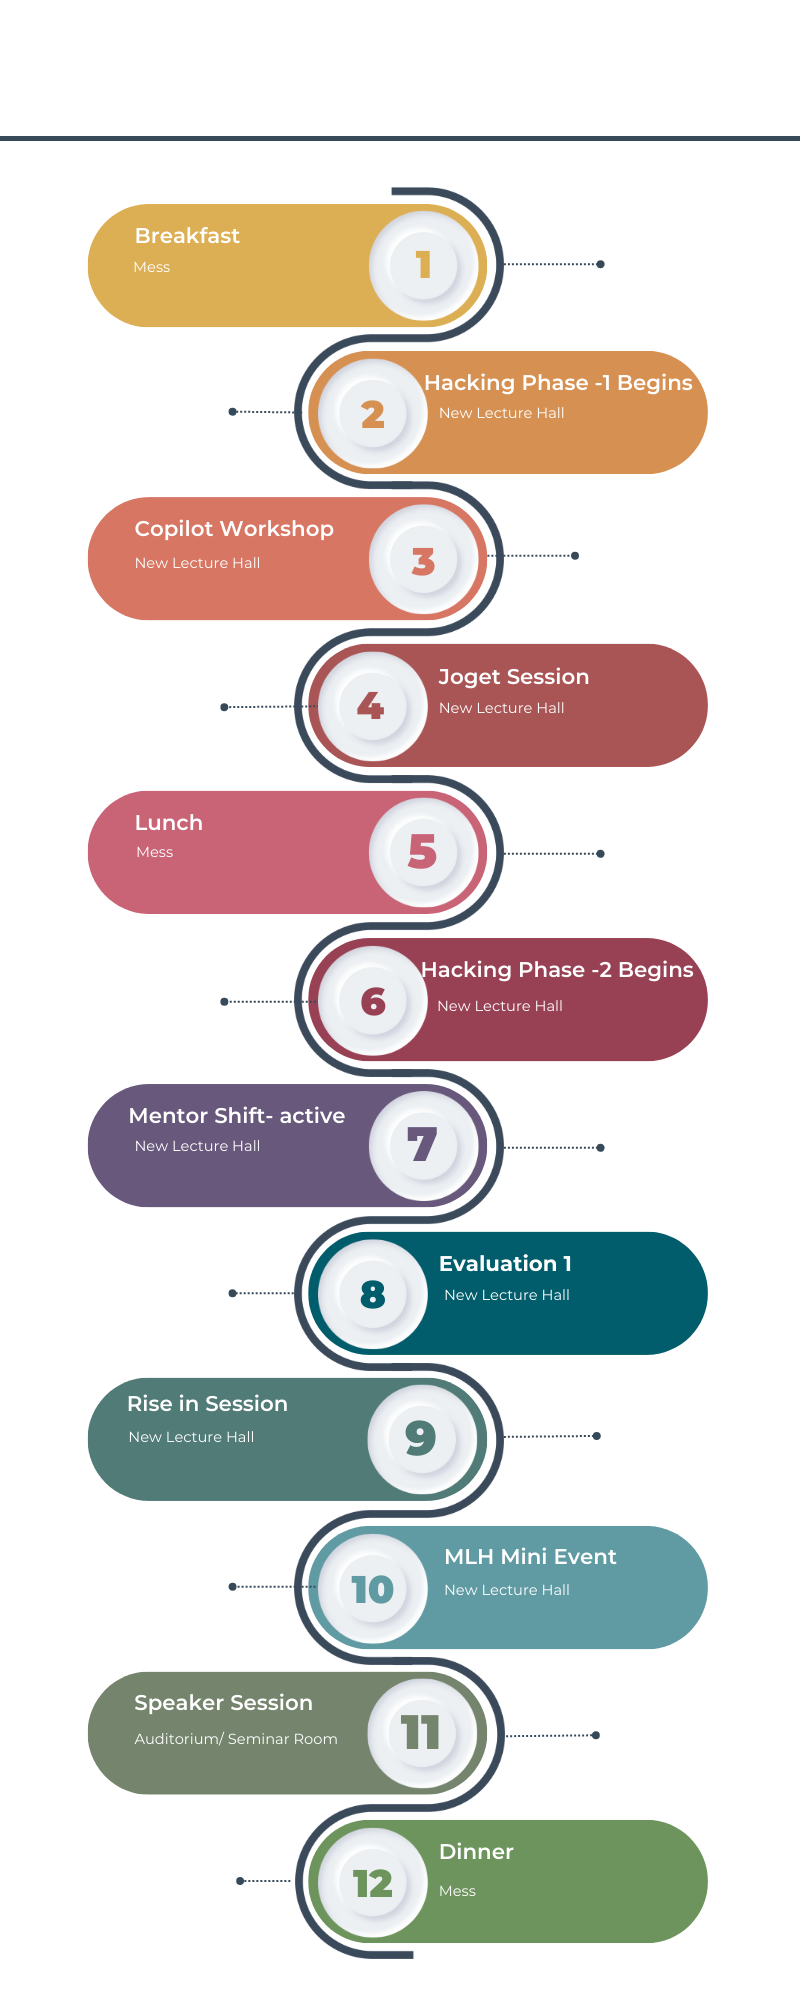 Breakfast
Mess
1
2
Hacking Phase -1 Begins
New Lecture Hall
Copilot Workshop
New Lecture Hall
3
4
Joget Session
New Lecture Hall
Lunch
Mess
5
6
Hacking Phase -2 Begins
New Lecture Hall
Mentor Shift- active
New Lecture Hall
7
8
Evaluation 1
New Lecture Hall
Rise in Session
New Lecture Hall
9
10
MLH Mini Event
New Lecture Hall
Speaker Session
Auditorium/ Seminar Room
11
12
Dinner
Mess